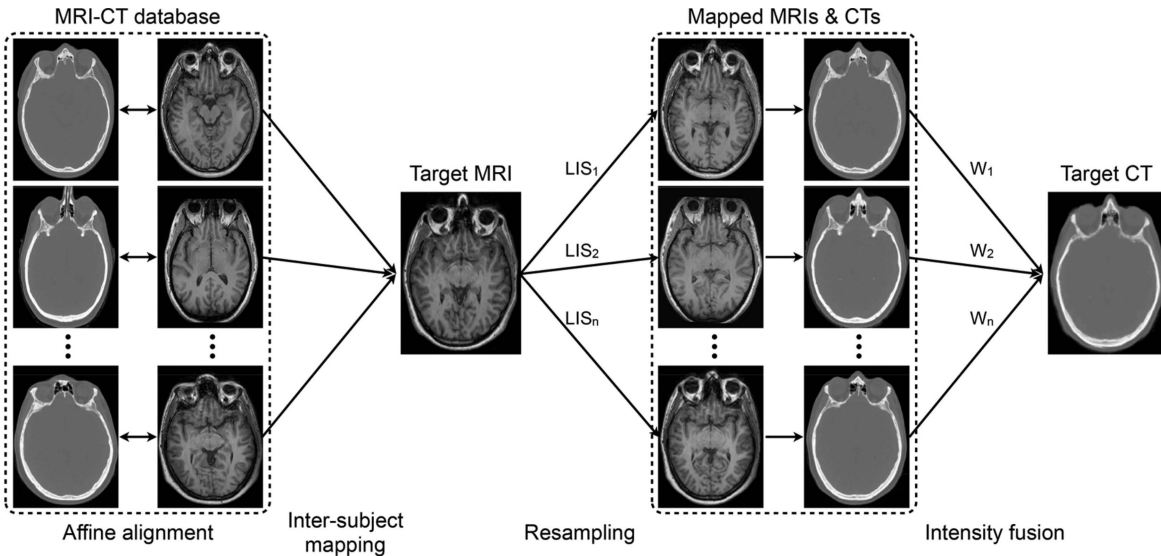 MRI-CT database
Mapped MRIs & CTs
Target MRI
LIS1
LIS2
LISn
W1
W2
Wn
Target CT
Affine alignment
Inter-subject
mapping
Resampling
Intensity fusion